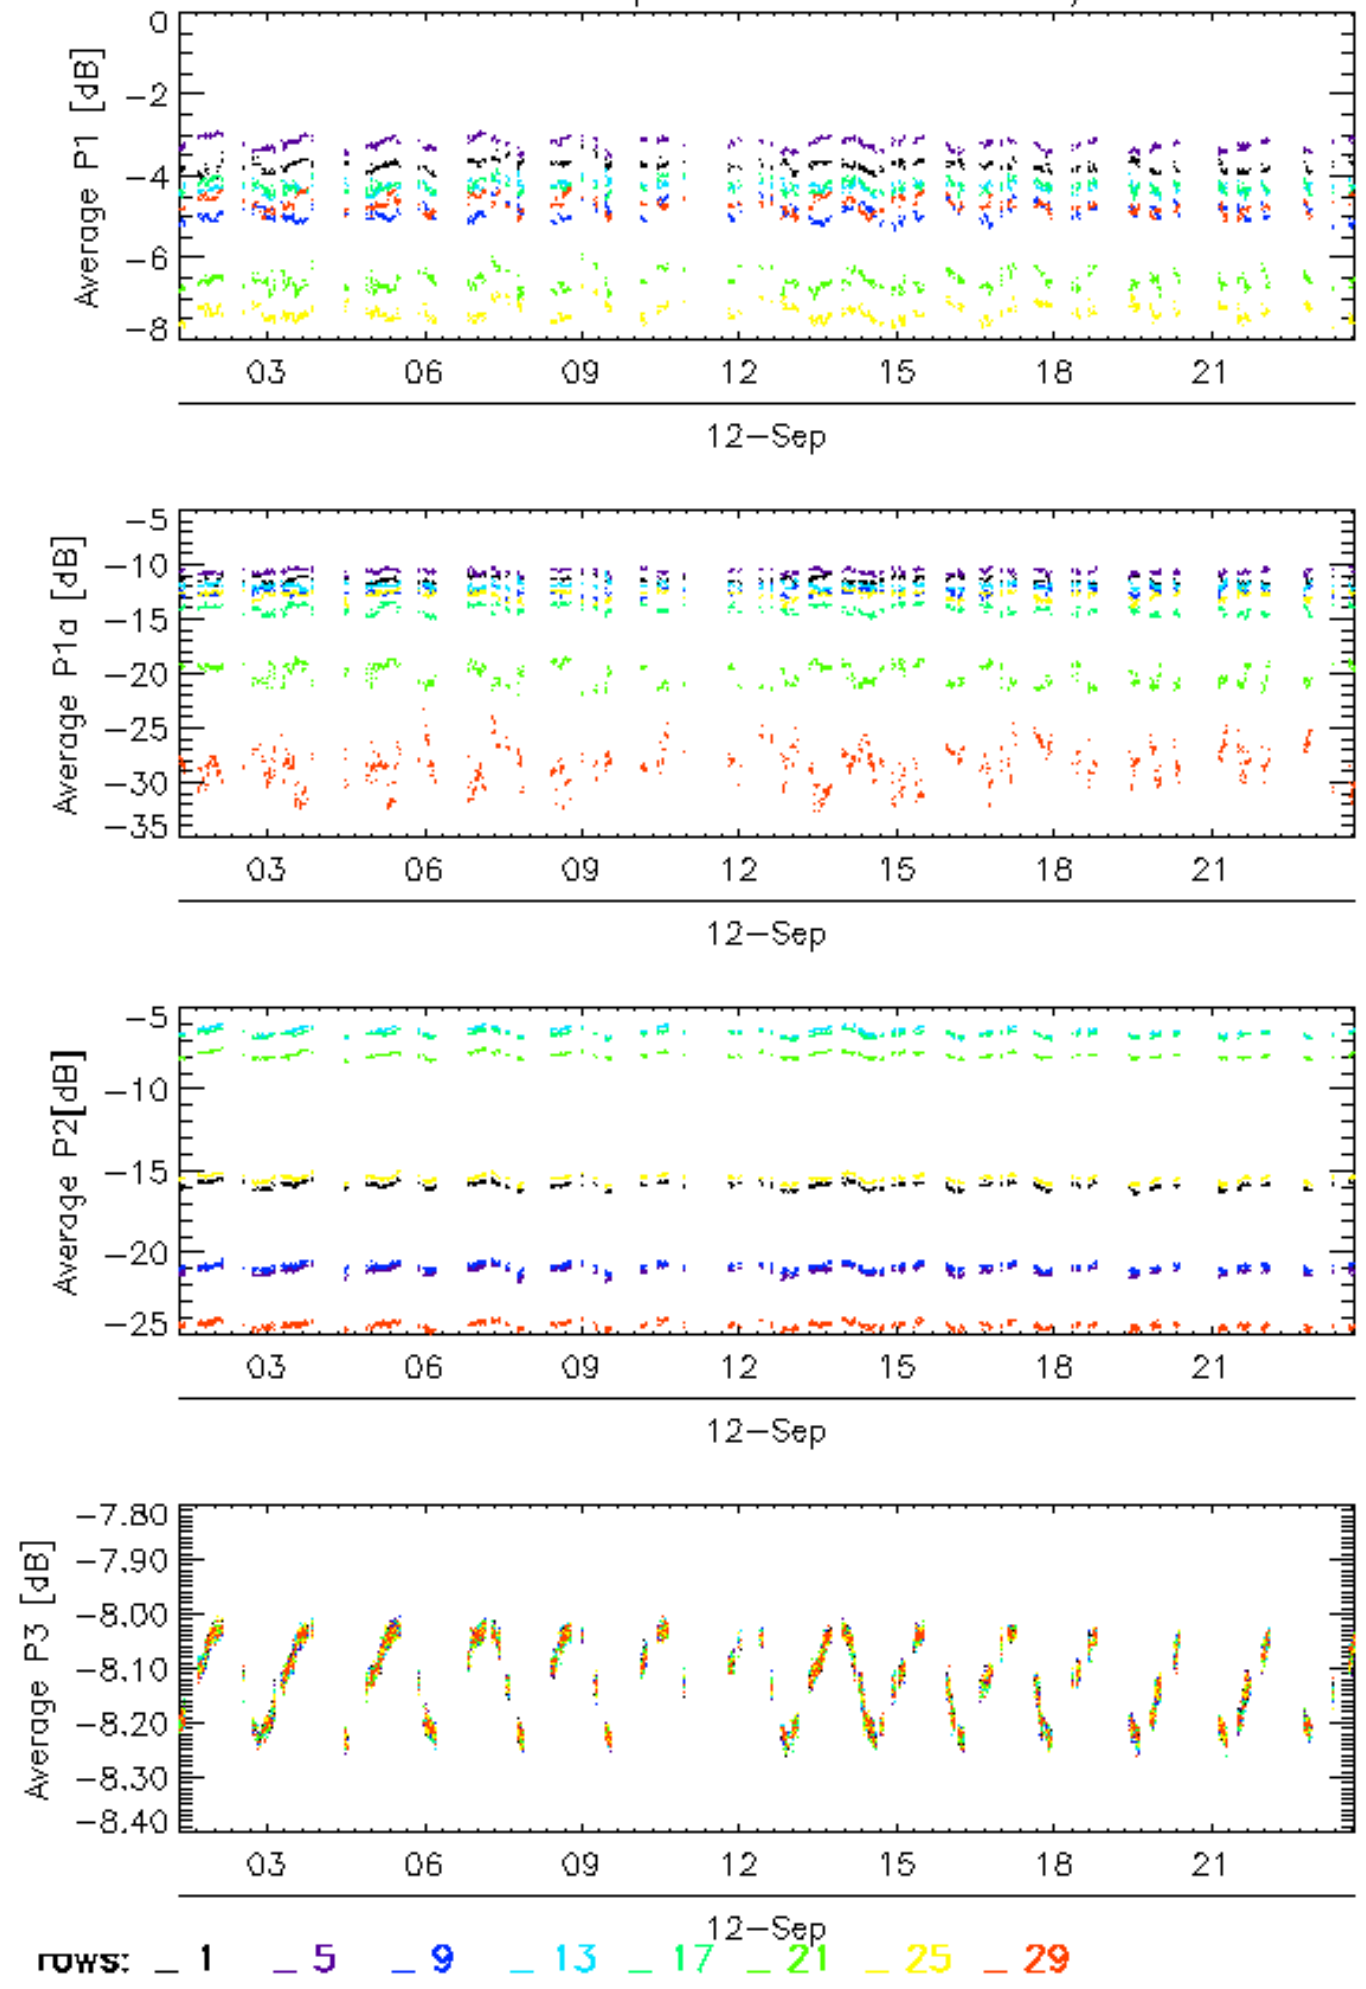 0
-2
-4
-6
-8
Average P1 [dB]
03 06 09 12 15 18 21
12-Sep
-5
-10
-15
-20
-25
-30
-35
Average P1a [dB]
03 06 09 12 15 18 21
12-Sep
-5
-10
-15
-20
-25
Average P2[dB]
03 06 09 12 15 18 21
12-Sep
-7.80
-7.90
-8.00
-8.10
-8.20
-8.30
-8.40
Average P3 [dB]
03 06 09 12 15 18 21
12-Sep
rows: _ 1 _ 5 _ 9 _ 13 _ 17 _ 21 _ 25 _ 29